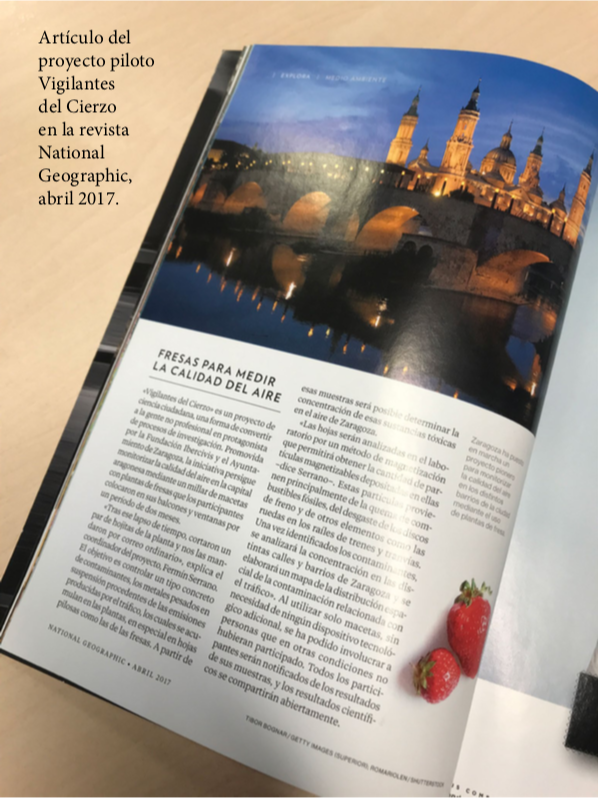 Artículo del
proyecto piloto
Vigilantes
del Cierzo
en la revista
National
Geographic,
abril 2017.
/ EXPLORA / MEDIO AMBIENTE
FRESAS PARA MEDIR
LA CALIDAD DEL AIRE
«Vigilantes del Cierzo» es un proyecto de
ciencia ciudadana, una forma de convertir
a la gente no profesional en protagonista
de procesos de investigación. Promovida
por la Fundación Ibercivis y el Ayunta-
miento de Zaragoza, la iniciativa persigue
monitorizar la calidad del aire en la capital
aragonesa mediante un millar de macetas
con plantas de fresas que los participantes
colocaron en sus balcones y ventanas por
un periodo de dos meses.
«Tras ese lapso de tiempo, cortaron un
par de hojitas de la planta y nos las man-
daron por correo ordinario», explica el
coordinador del proyecto, Fermín Serrano.
El objetivo es controlar un tipo concreto
de contaminantes, los metales pesados en
suspensión procedentes de las emisiones
producidas por el tráfico, los cuales se acu-
mulan en las plantas, en especial en hojas
pilosas como las de las fresas. A partir de
esas muestras será posible determinar la
concentración de esas sustancias tóxicas
en el aire de Zaragoza.
«Las hojas serán analizadas en el labo-
ratorio por un método de magnetización
que permitirá obtener la cantidad de par-
tículas magnetizables depositadas en ellas
–dice Serrano–. Estas partículas provie-
nen principalmente de la quema de com-
bustibles fósiles, del desgaste de los discos
de freno y de otros elementos como las
ruedas en los raíles de trenes y tranvías.
Una vez identificados los contaminantes,
se analizará la concentración en las dis-
tintas calles y barrios de Zaragoza y se
elaborará un mapa de la distribución espa-
cial de la contaminación relacionada con
el tráfico». Al utilizar solo macetas, sin
necesidad de ningún dispositivo tecnoló-
gico adicional, se ha podido involucrar a
personas que en otras condiciones no
hubieran participado. Todos los partici-
pantes serán notificados de los resultados
de sus muestras, y los resultados científi-
cos se compartirán abiertamente.
Zaragoza ha puesto
en marcha un
proyecto pionero
para monitorizar
la calidad del aire
en los distintos
barrios de la ciudad
mediante el uso
de plantas de fresas.
NATIONAL GEOGRAPHIC • ABRIL 2017
TIBOR BOGNAR / GETTY IMAGES (SUPERIOR), ROMANOLEK / SHUTTERSTOCK